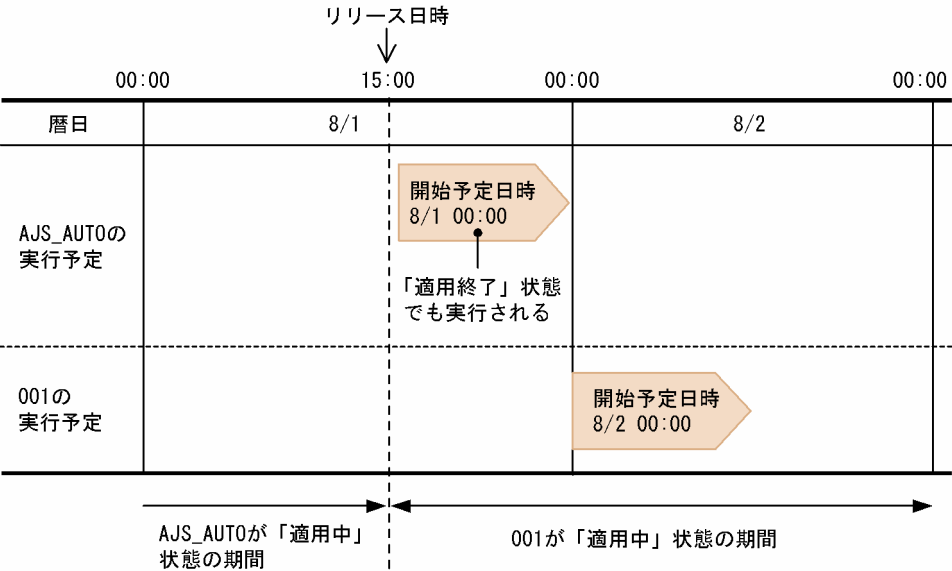 リリース日時
00:00
15:00
00:00
00:00
暦日
8/1
8/2
AJS_AUTOの
実行予定
開始予定日時
8/1 00:00
「適用終了」状態
でも実行される
001の
実行予定
開始予定日時
8/2 00:00
AJS_AUTOが「適用中」
状態の期間
001が「適用中」状態の期間